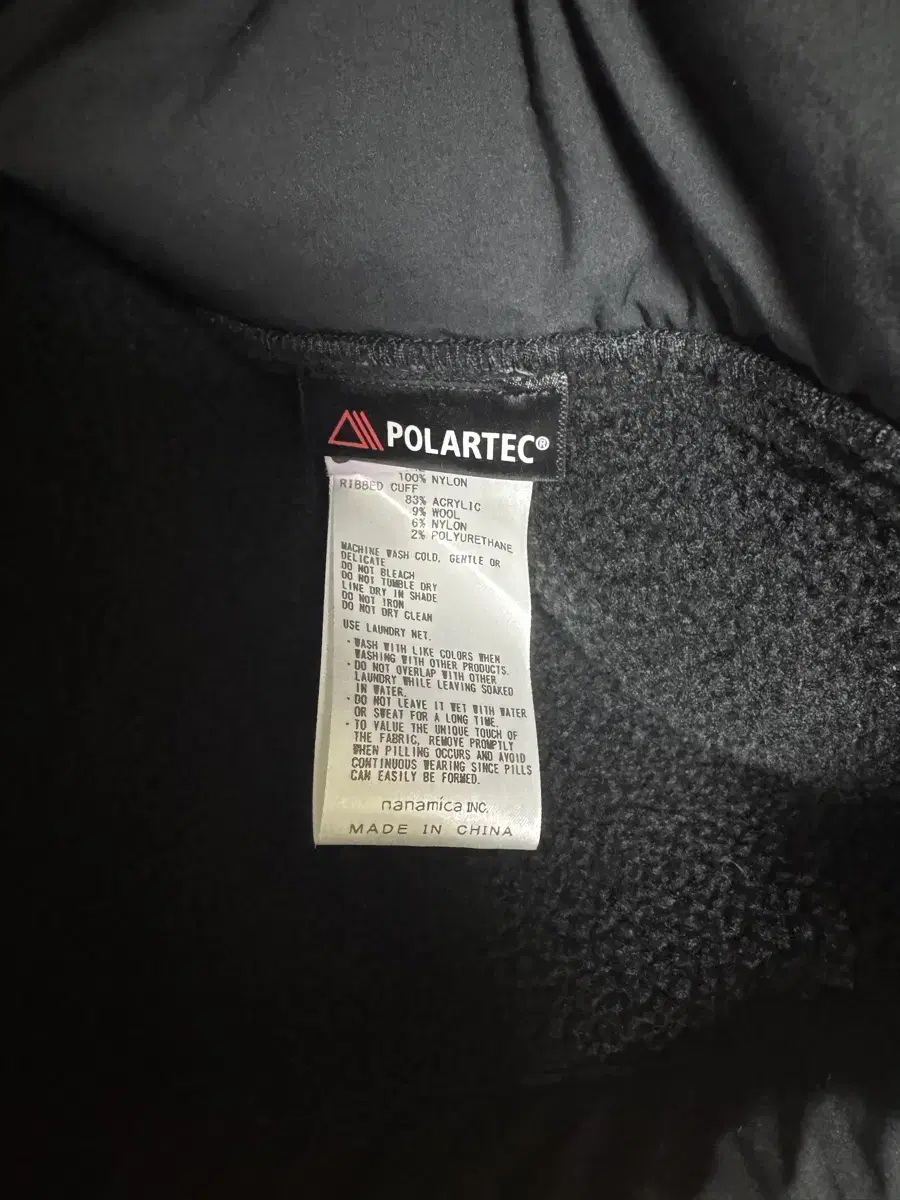 POLARTEC®
100% NYLON
RIBBED CUFF
83% ACRYLIC
9% WOOL
6% NYLON
2% POLYURETHANE
MACHINE WASH COLD, GENTLE OR
DELICATE
DO NOT BLEACH
DO NOT TUMBLE DRY
LINE DRY IN SHADE
DO NOT IRON
DO NOT DRY CLEAN
USE LAUNDRY NET.
・WASH WITH LIKE COLORS WHEN
WASHING WITH OTHER PRODUCTS.
・DO NOT OVERLAP WITH OTHER
LAUNDRY WHILE LEAVING SOAKED
IN WATER.
・DO NOT LEAVE IT WET WITH WATER
OR SWEAT FOR A LONG TIME.
・TO VALUE THE UNIQUE TOUCH OF
THE FABRIC, REMOVE PROMPTLY
WHEN PILLING OCCURS AND AVOID
CONTINUOUS WEARING SINCE PILLS
CAN EASILY BE FORMED.
nanamica INC.
MADE IN CHINA